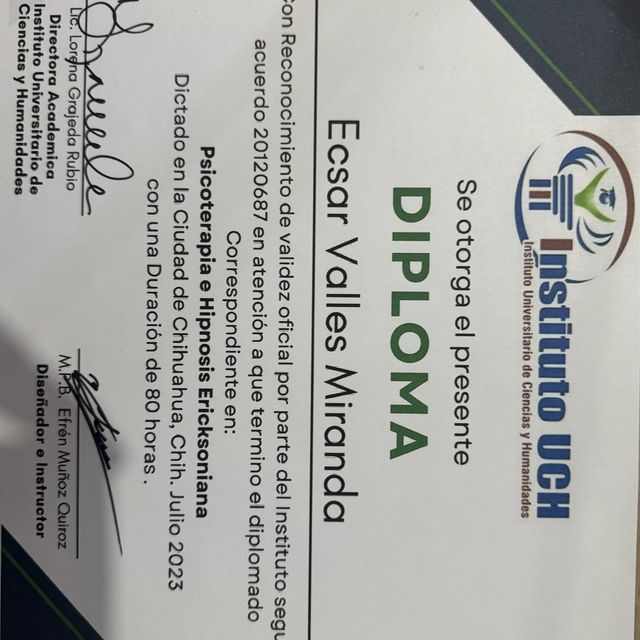 Instituto UCH
Instituto Universitario de Ciencias y Humanidades
Se otorga el presente
DIPLOMA
Ecsar Valles Miranda
con Reconocimiento de validez oficial por parte del Instituto segu
acuerdo 20120687 en atención a que termino el diplomado
Correspondiente en:
Psicoterapia e Hipnosis Ericksoniana
Dictado en la Ciudad de Chihuahua, Chih. Julio 2023
con una Duración de 80 horas .
Lic. Lorena Grajeda Rubio
Directora Academica
Instituto Universitario de
Ciencias y Humanidades
M.P.B. Efrén Muñoz Quiroz
Diseñador e Instructor